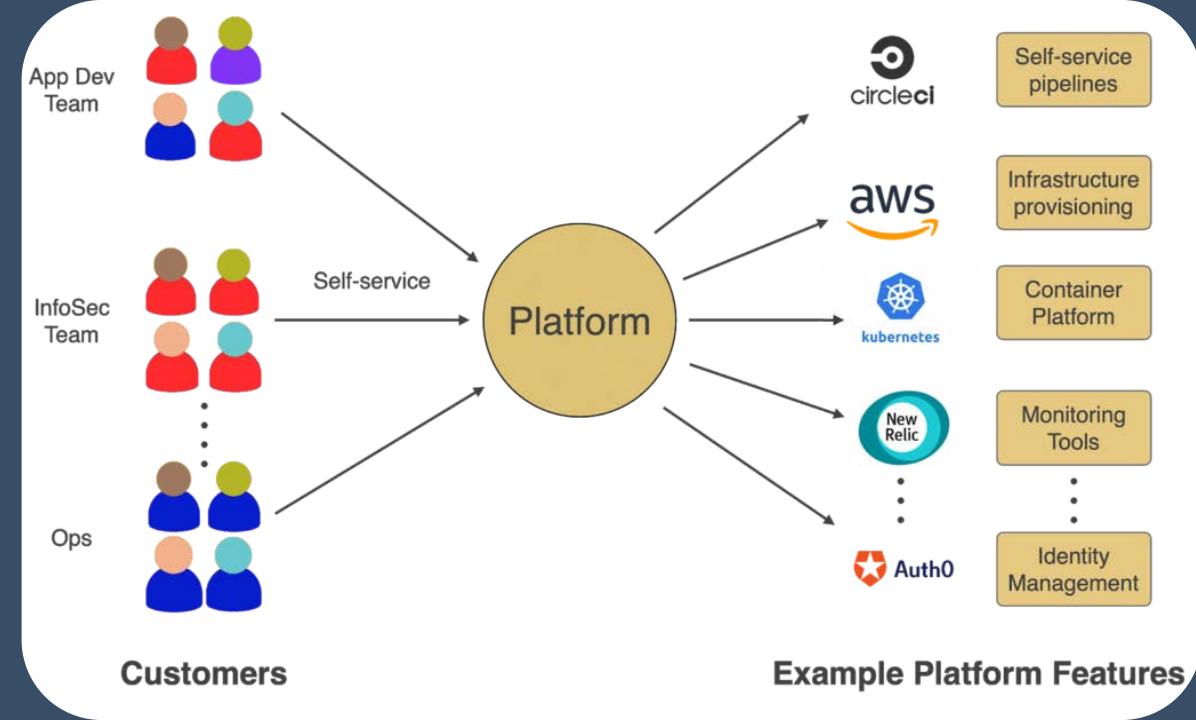 App Dev
Team
InfoSec
Team
Ops
Customers
Self-service
Platform
circleci
Self-service
pipelines
aws
Infrastructure
provisioning
kubernetes
Container
Platform
New
Relic
Monitoring
Tools
Auth0
Identity
Management
Example Platform Features